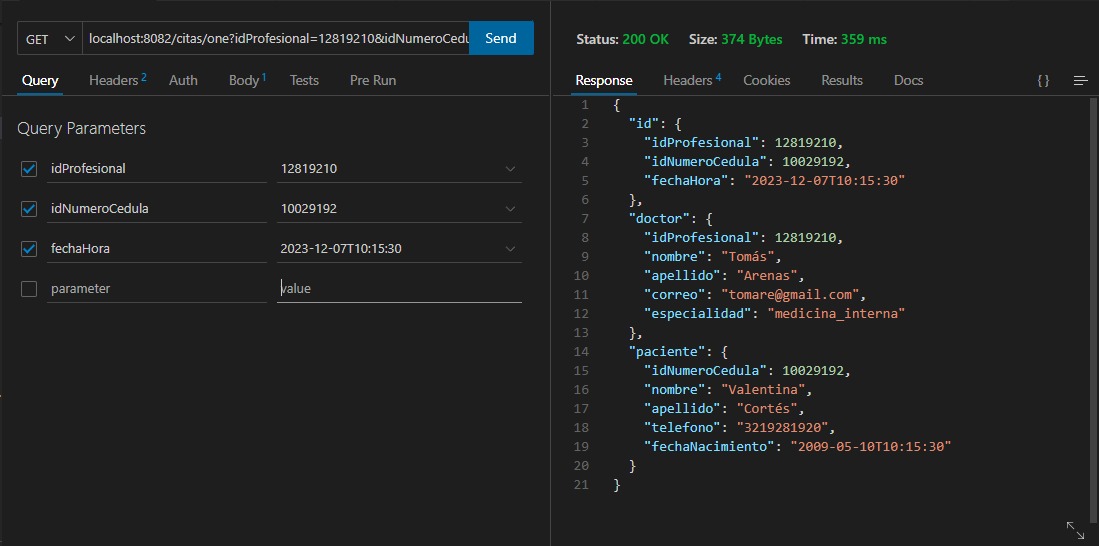 GET
localhost:8082/citas/one?idProfesional=12819210&idNumeroCedu
Send
Query
Headers 2
Auth
Body 1
Tests
Pre Run
Query Parameters
idProfesional 12819210
idNumeroCedula 10029192
fechaHora 2023-12-07T10:15:30
parameter value
Status: 200 OK Size: 374 Bytes Time: 359 ms
Response
Headers 4
Cookies
Results
Docs
{ }
1 {
2 "id": {
3 "idProfesional": 12819210,
4 "idNumeroCedula": 10029192,
5 "fechaHora": "2023-12-07T10:15:30"
6 },
7 "doctor": {
8 "idProfesional": 12819210,
9 "nombre": "Tomás",
10 "apellido": "Arenas",
11 "correo": "tomare@gmail.com",
12 "especialidad": "medicina_interna"
13 },
14 "paciente": {
15 "idNumeroCedula": 10029192,
16 "nombre": "Valentina",
17 "apellido": "Cortés",
18 "telefono": "3219281920",
19 "fechaNacimiento": "2009-05-10T10:15:30"
20 }
21 }